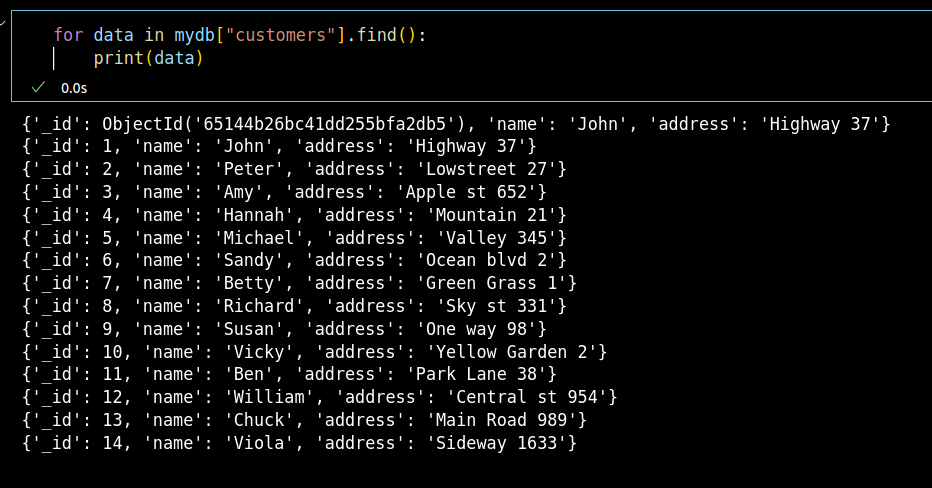 for data in mydb["customers"].find():
    print(data)
0.0s
{'_id': ObjectId('65144b26bc41dd255bfa2db5'), 'name': 'John', 'address': 'Highway 37'}
{'_id': 1, 'name': 'John', 'address': 'Highway 37'}
{'_id': 2, 'name': 'Peter', 'address': 'Lowstreet 27'}
{'_id': 3, 'name': 'Amy', 'address': 'Apple st 652'}
{'_id': 4, 'name': 'Hannah', 'address': 'Mountain 21'}
{'_id': 5, 'name': 'Michael', 'address': 'Valley 345'}
{'_id': 6, 'name': 'Sandy', 'address': 'Ocean blvd 2'}
{'_id': 7, 'name': 'Betty', 'address': 'Green Grass 1'}
{'_id': 8, 'name': 'Richard', 'address': 'Sky st 331'}
{'_id': 9, 'name': 'Susan', 'address': 'One way 98'}
{'_id': 10, 'name': 'Vicky', 'address': 'Yellow Garden 2'}
{'_id': 11, 'name': 'Ben', 'address': 'Park Lane 38'}
{'_id': 12, 'name': 'William', 'address': 'Central st 954'}
{'_id': 13, 'name': 'Chuck', 'address': 'Main Road 989'}
{'_id': 14, 'name': 'Viola', 'address': 'Sideway 1633'}